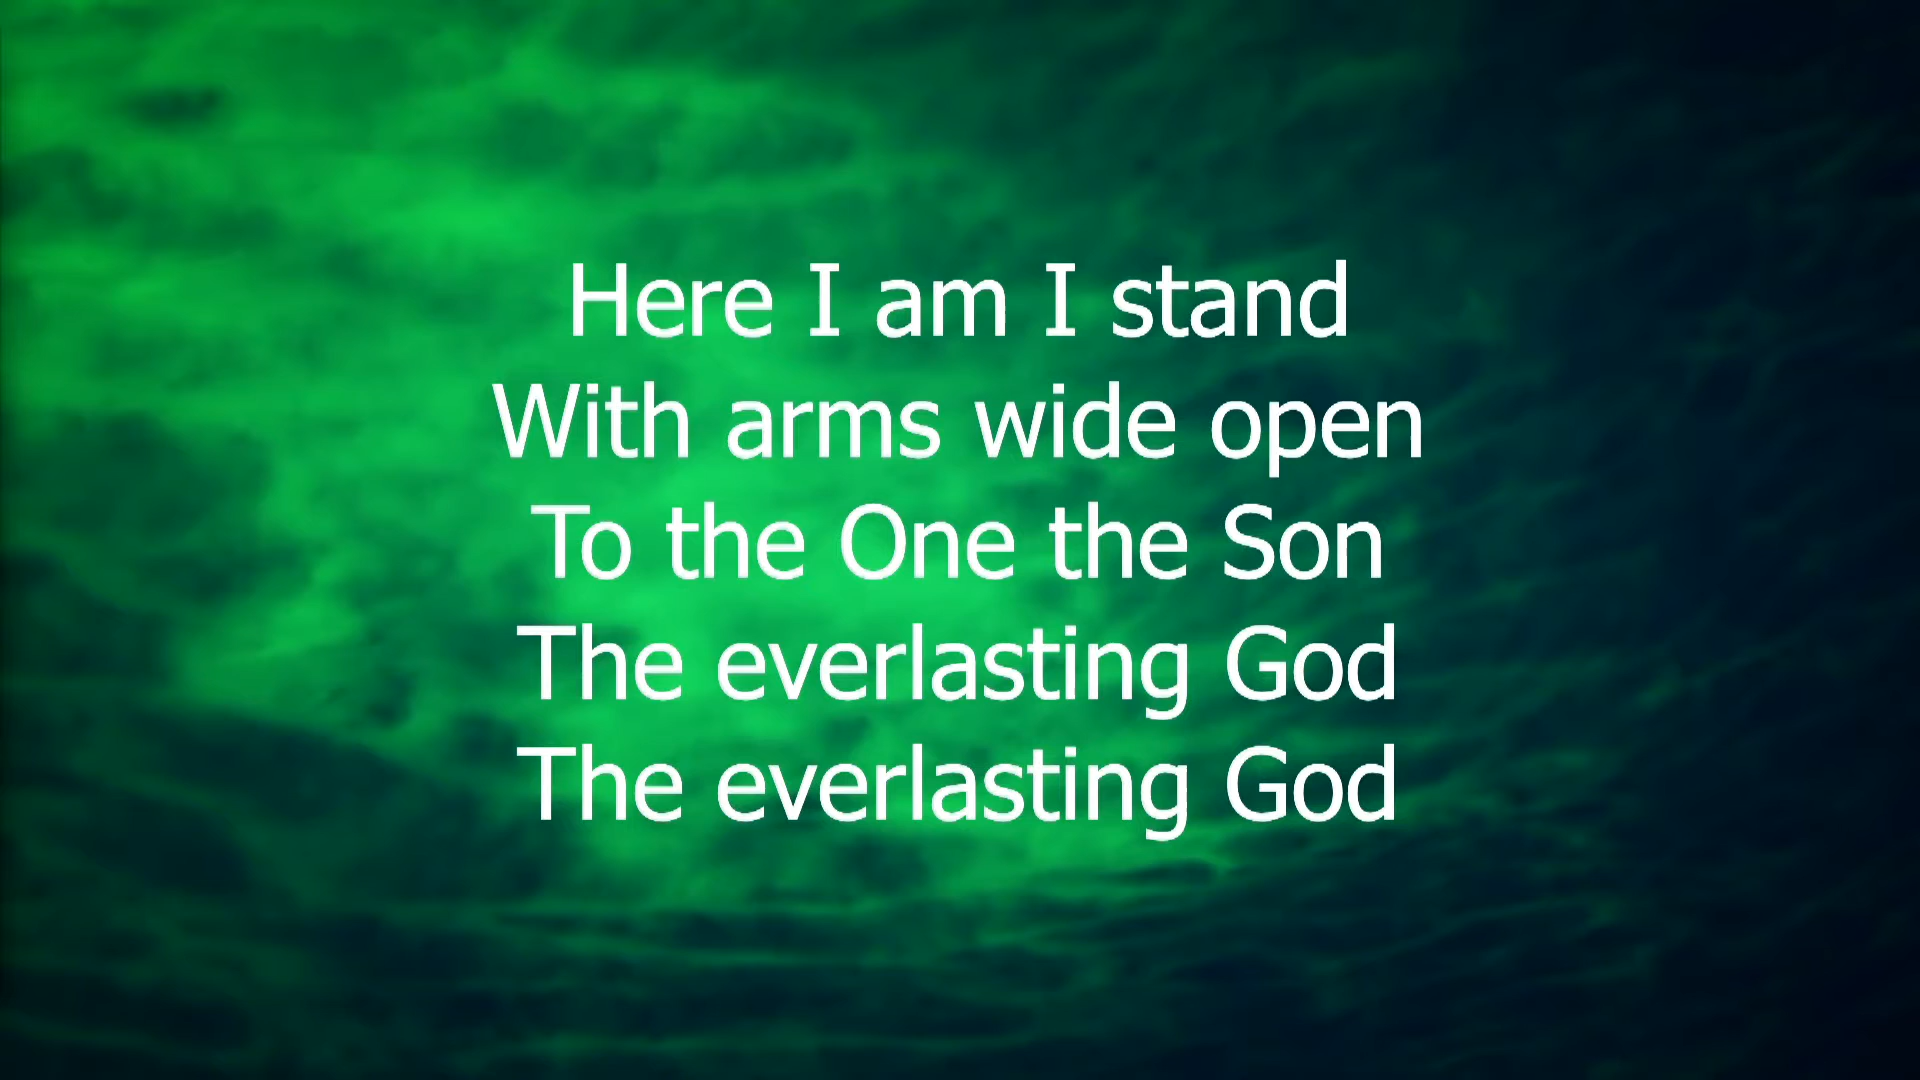 Here I am I stand
With arms wide open
To the One the Son
The everlasting God
The everlasting God